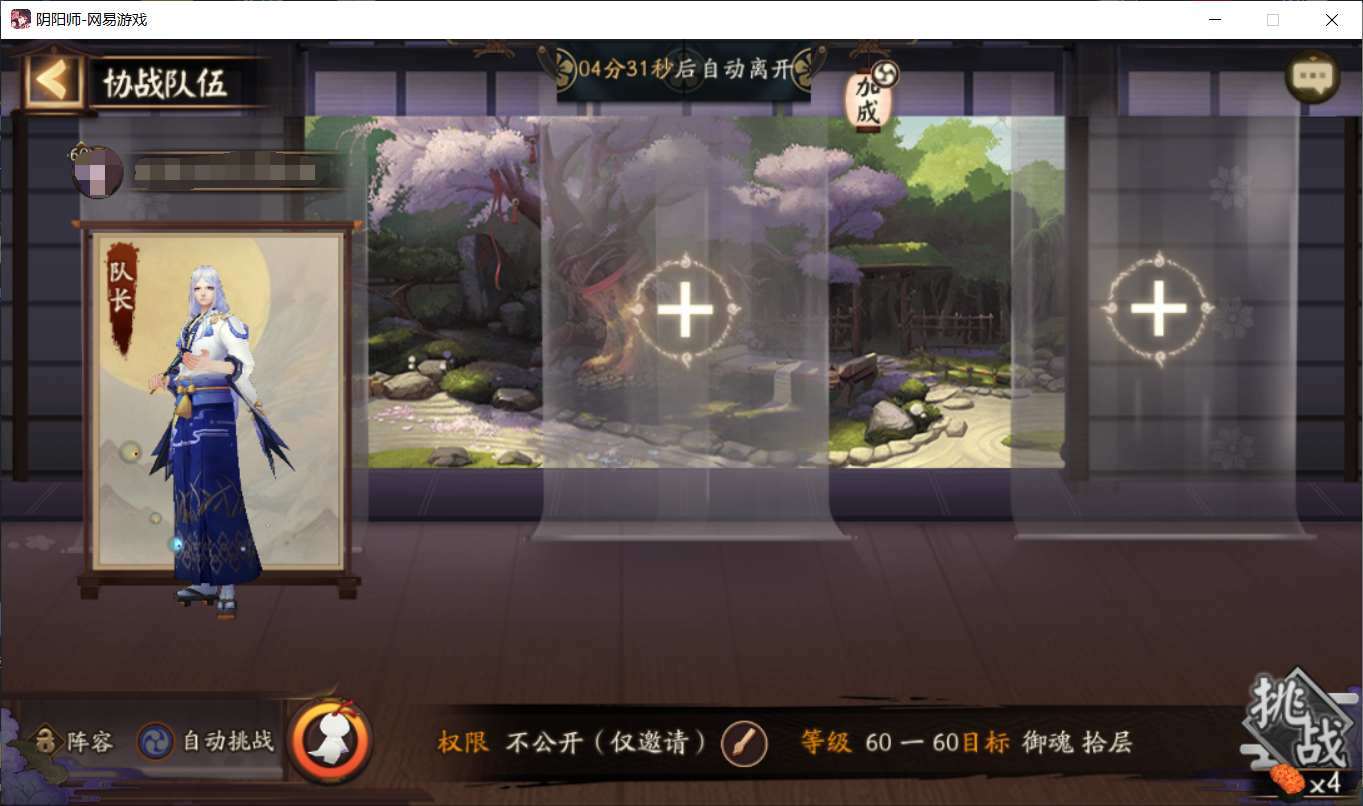 阴阳师-网易游戏
协战队伍
04分31秒后自动离开
加成
队长
阵容
自动挑战
权限 不公开（仅邀请）
等级 60 一 60目标 御魂 拾层
挑战
x4